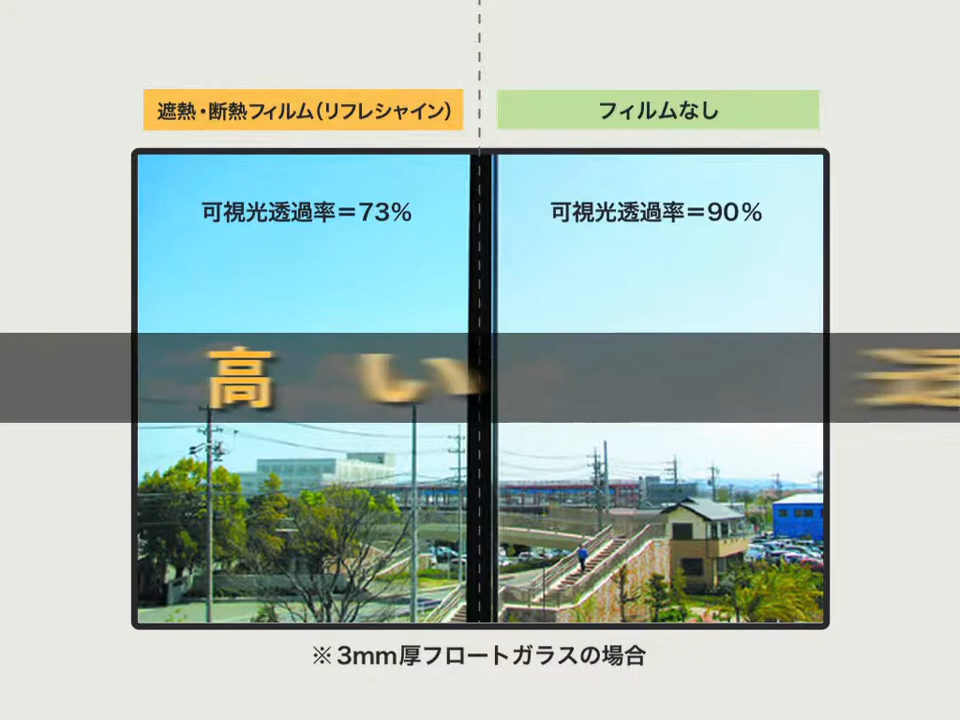 遮熱・断熱フィルム(リフレシャイン)
フィルムなし
可視光透過率=73%
可視光透過率=90%
高い
※3mm厚フロートガラスの場合